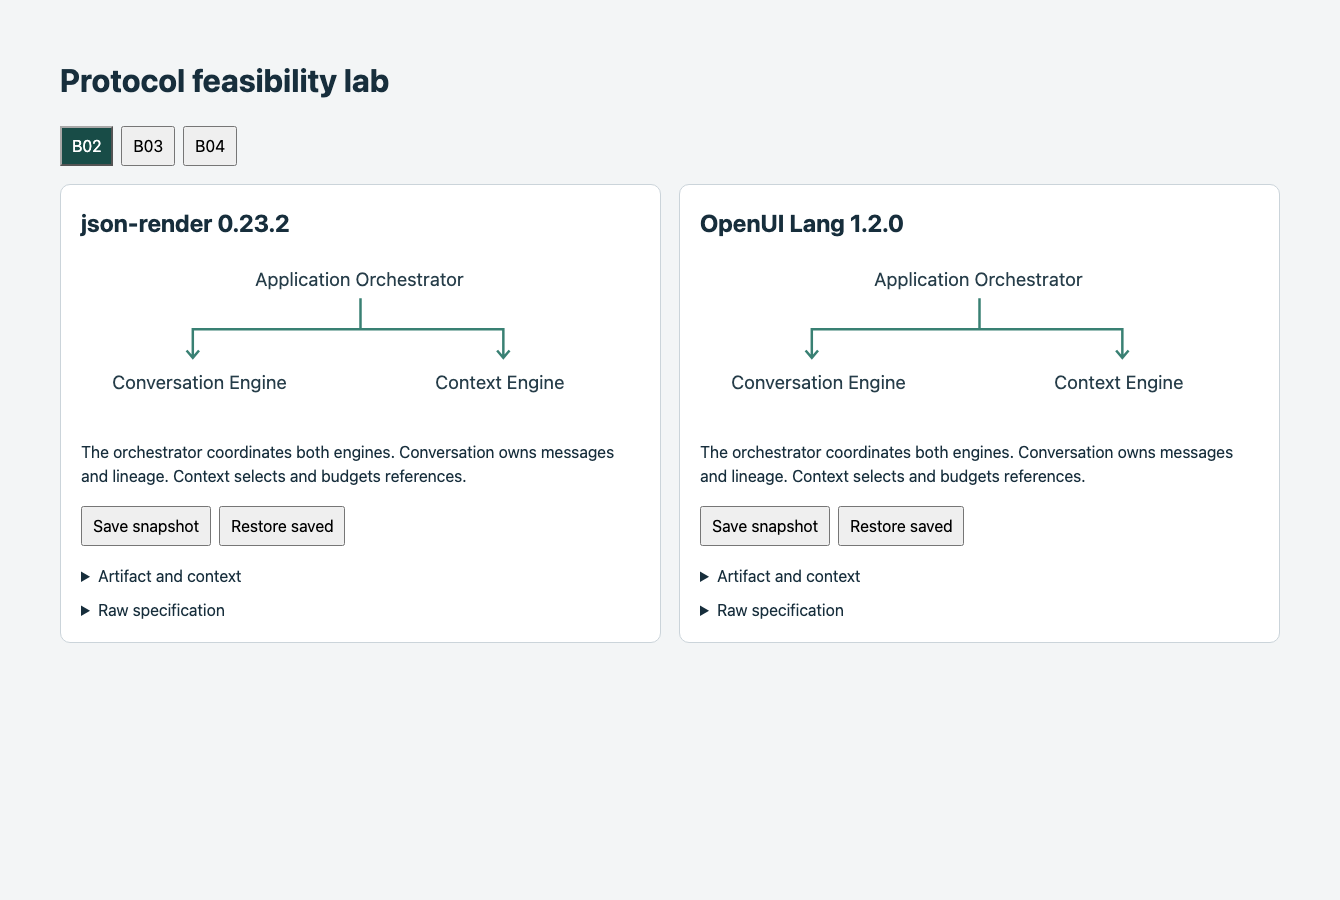 Protocol feasibility lab
B02 B03 B04
json-render 0.23.2
Application Orchestrator
Conversation Engine Context Engine
The orchestrator coordinates both engines. Conversation owns messages
and lineage. Context selects and budgets references.
Save snapshot Restore saved
Artifact and context
Raw specification
OpenUI Lang 1.2.0
Application Orchestrator
Conversation Engine Context Engine
The orchestrator coordinates both engines. Conversation owns messages
and lineage. Context selects and budgets references.
Save snapshot Restore saved
Artifact and context
Raw specification